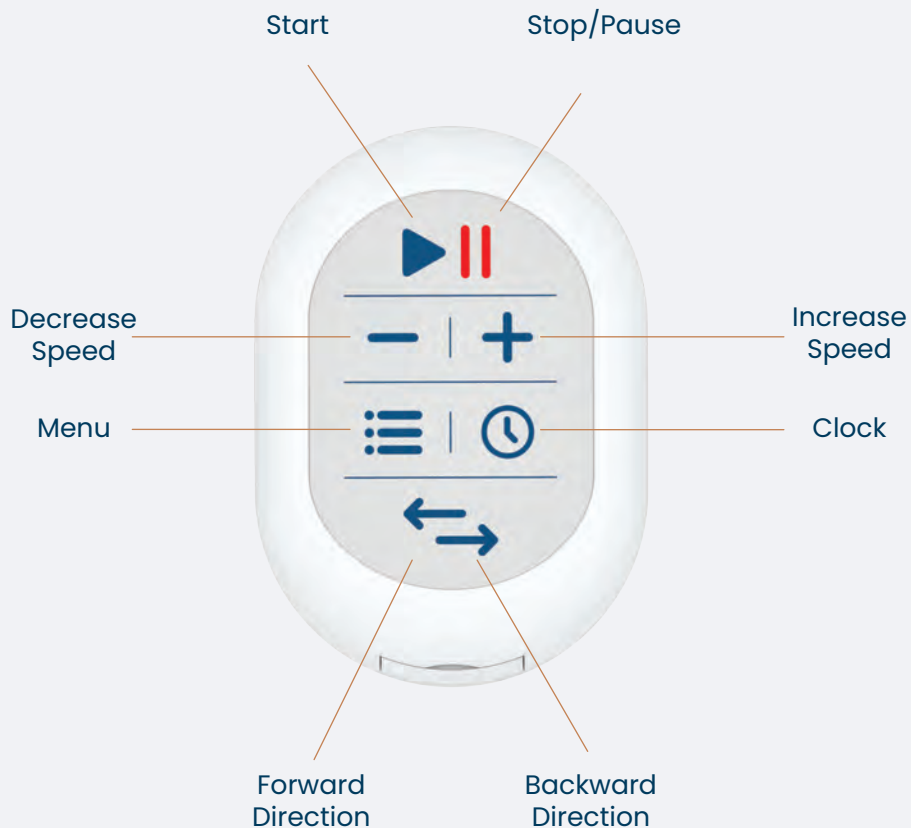 Start
Stop/Pause
Decrease
Speed
Increase
Speed
Menu
Clock
Forward
Direction
Backward
Direction